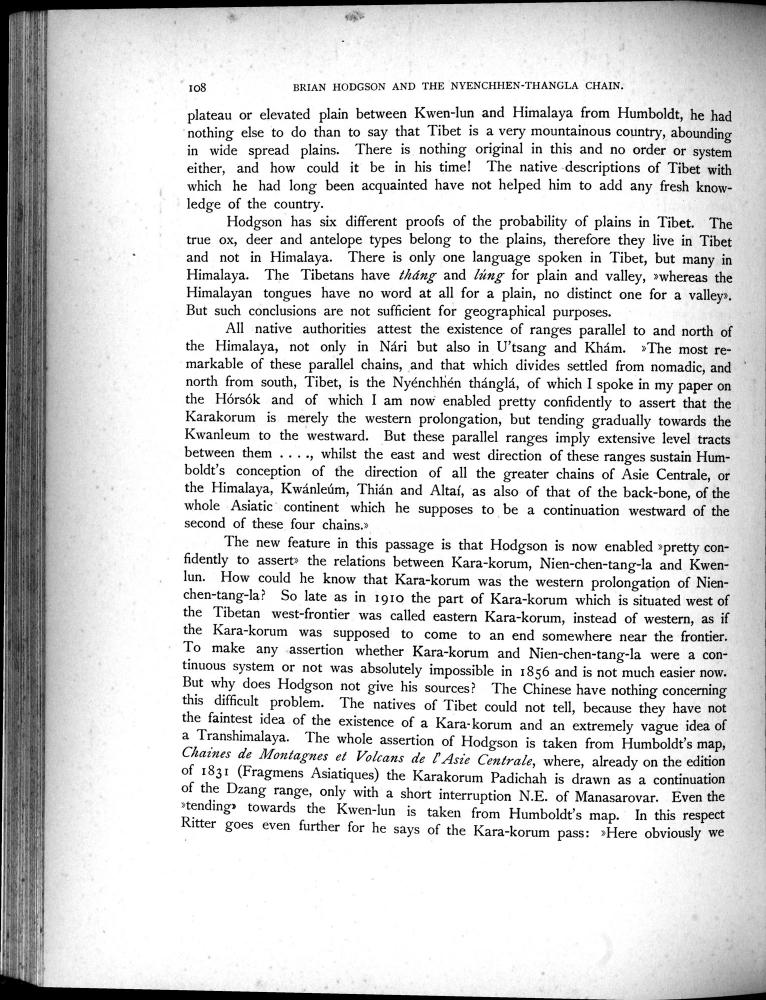 108 BRIAN HODGSON AND THE NYENCHHEN-THANGLA CHAIN.
plateau or elevated plain between Kwen-lun and Himalaya from Humboldt, he had
nothing else to do than to say that Tibet is a very mountainous country, abounding
in wide spread plains. There is nothing original in this and no order or system
either, and how could it be in his time! The native descriptions of Tibet with
which he had long been acquainted have not helped him to add any fresh know-
ledge of the country.
Hodgson has six different proofs of the probability of plains in Tibet. The
true ox, deer and antelope types belong to the plains, therefore they live in Tibet
and not in Himalaya. There is only one language spoken in Tibet, but many in
Himalaya. The Tibetans have tháng and lúng for plain and valley, »whereas the
Himalayan tongues have no word at all for a plain, no distinct one for a valley».
But such conclusions are not sufficient for geographical purposes.
All native authorities attest the existence of ranges parallel to and north of
the Himalaya, not only in Nári but also in U'tsang and Khám. »The most re-
markable of these parallel chains, and that which divides settled from nomadic, and
north from south, Tibet, is the Nyénchhén thánglá, of which I spoke in my paper on
the Hórsók and of which I am now enabled pretty confidently to assert that the
Karakorum is merely the western prolongation, but tending gradually towards the
Kwanleum to the westward. But these parallel ranges imply extensive level tracts
between them . . . ., whilst the east and west direction of these ranges sustain Hum-
boldt's conception of the direction of all the greater chains of Asie Centrale, or
the Himalaya, Kwánleúm, Thián and Altaí, as also of that of the back-bone, of the
whole Asiatic continent which he supposes to be a continuation westward of the
second of these four chains.»
The new feature in this passage is that Hodgson is now enabled »pretty con-
fidently to assert» the relations between Kara-korum, Nien-chen-tang-la and Kwen-
lun. How could he know that Kara-korum was the western prolongation of Nien-
chen-tang-la? So late as in 1910 the part of Kara-korum which is situated west of
the Tibetan west-frontier was called eastern Kara-korum, instead of western, as if
the Kara-korum was supposed to come to an end somewhere near the frontier.
To make any assertion whether Kara-korum and Nien-chen-tang-la were a con-
tinuous system or not was absolutely impossible in 1856 and is not much easier now.
But why does Hodgson not give his sources? The Chinese have nothing concerning
this difficult problem. The natives of Tibet could not tell, because they have not
the faintest idea of the existence of a Kara-korum and an extremely vague idea of
a Transhimalaya. The whole assertion of Hodgson is taken from Humboldt's map,
Chaines de Montagnes et Volcans de l'Asie Centrale, where, already on the edition
of 1831 (Fragmens Asiatiques) the Karakorum Padichah is drawn as a continuation
of the Dzang range, only with a short interruption N.E. of Manasarovar. Even the
»tending» towards the Kwen-lun is taken from Humboldt's map. In this respect
Ritter goes even further for he says of the Kara-korum pass: »Here obviously we